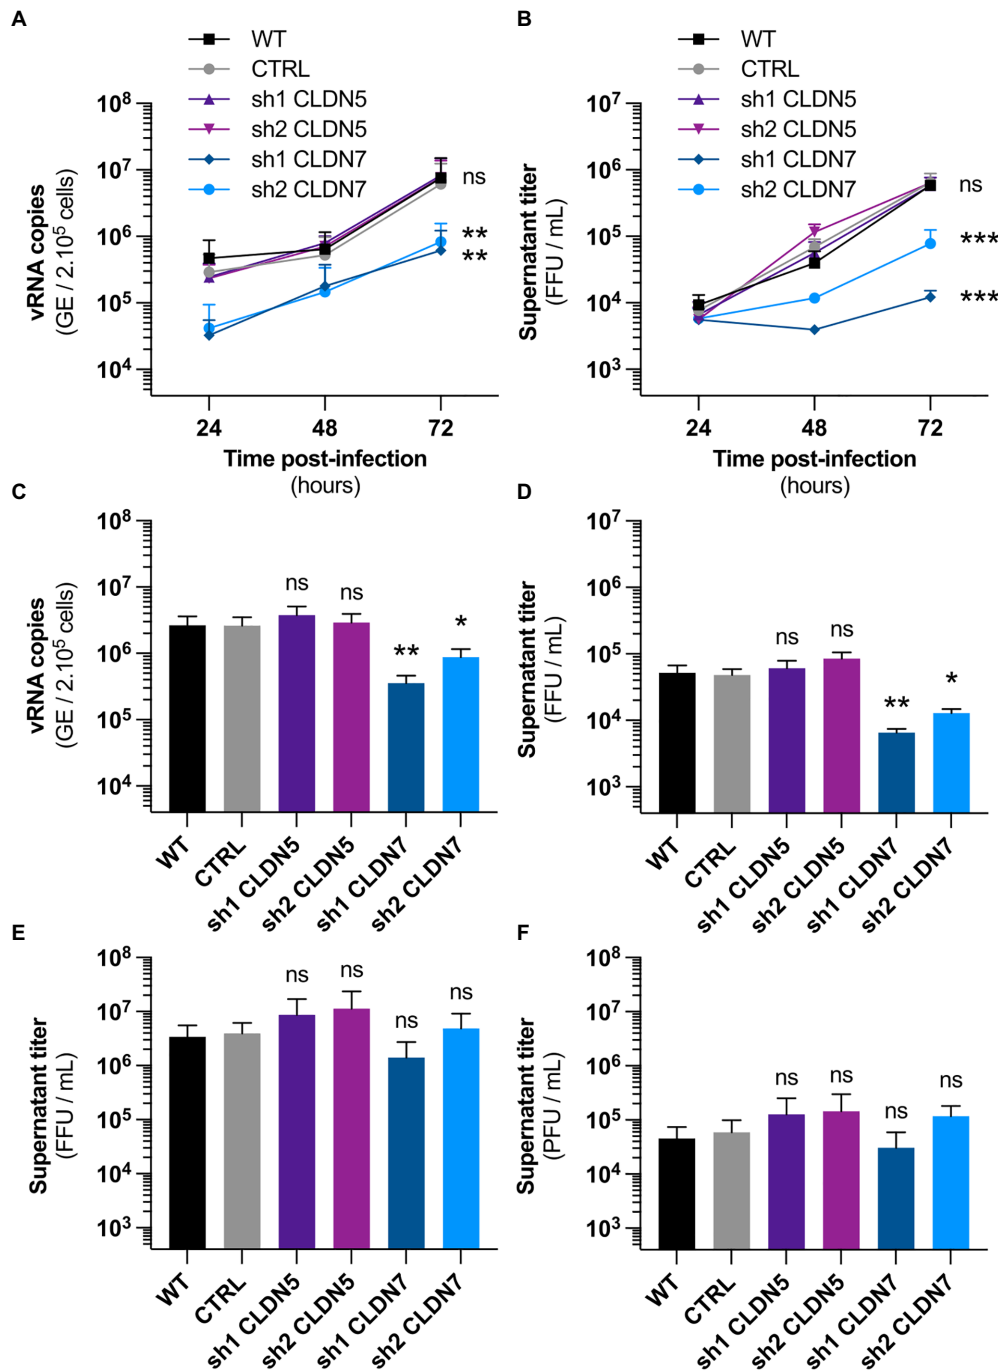 A
WT
CTRL
sh1 CLDN5
sh2 CLDN5
sh1 CLDN7
sh2 CLDN7
vRNA copies
(GE / 2.10⁵ cells)
10⁸
10⁷
10⁶
10⁵
10⁴
ns
**
**
24 48 72
Time post-infection
(hours)
B
WT
CTRL
sh1 CLDN5
sh2 CLDN5
sh1 CLDN7
sh2 CLDN7
Supernatant titer
(FFU / mL)
10⁷
10⁶
10⁵
10⁴
10³
ns
***
***
24 48 72
Time post-infection
(hours)
C
vRNA copies
(GE / 2.10⁵ cells)
10⁸
10⁷
10⁶
10⁵
10⁴
ns ns ** *
WT
CTRL
sh1 CLDN5
sh2 CLDN5
sh1 CLDN7
sh2 CLDN7
D
Supernatant titer
(FFU / mL)
10⁷
10⁶
10⁵
10⁴
10³
ns ns ** *
WT
CTRL
sh1 CLDN5
sh2 CLDN5
sh1 CLDN7
sh2 CLDN7
E
Supernatant titer
(FFU / mL)
10⁸
10⁷
10⁶
10⁵
10⁴
10³
ns ns ns ns
WT
CTRL
sh1 CLDN5
sh2 CLDN5
sh1 CLDN7
sh2 CLDN7
F
Supernatant titer
(PFU / mL)
10⁸
10⁷
10⁶
10⁵
10⁴
10³
ns ns ns ns
WT
CTRL
sh1 CLDN5
sh2 CLDN5
sh1 CLDN7
sh2 CLDN7